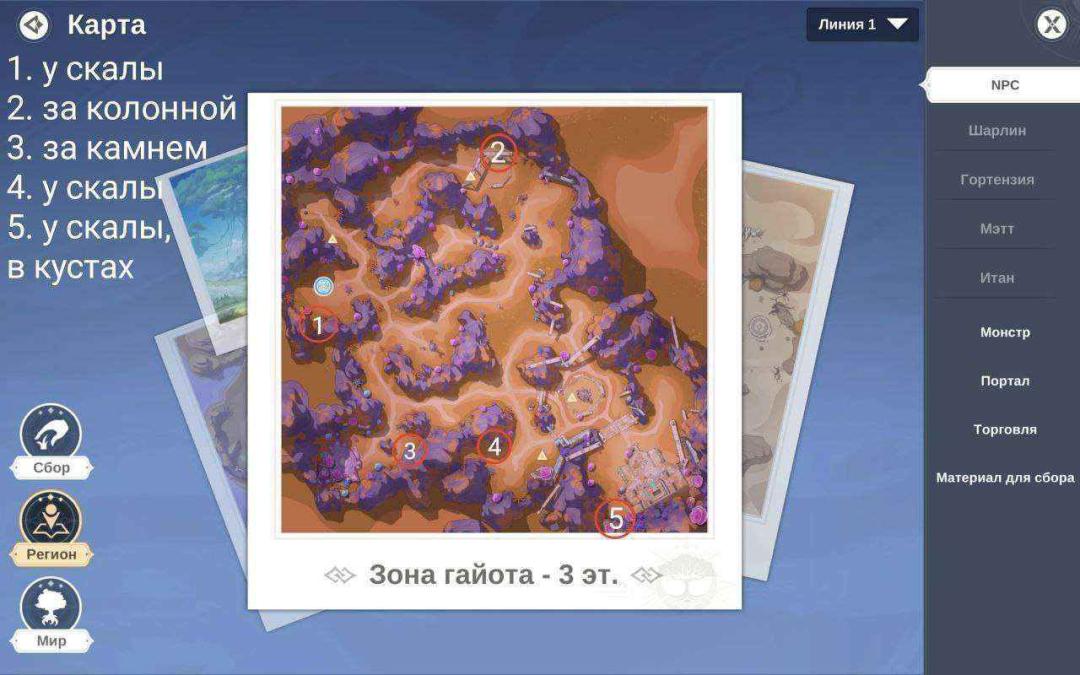 Карта
Линия 1
1. у скалы
2. за колонной
3. за камнем
4. у скалы
5. у скалы,
в кустах
1
2
3
4
5
Зона гайота - 3 эт.
Сбор
Регион
Мир
NPC
Шарлин
Гортензия
Мэтт
Итан
Монстр
Портал
Торговля
Материал для сбора